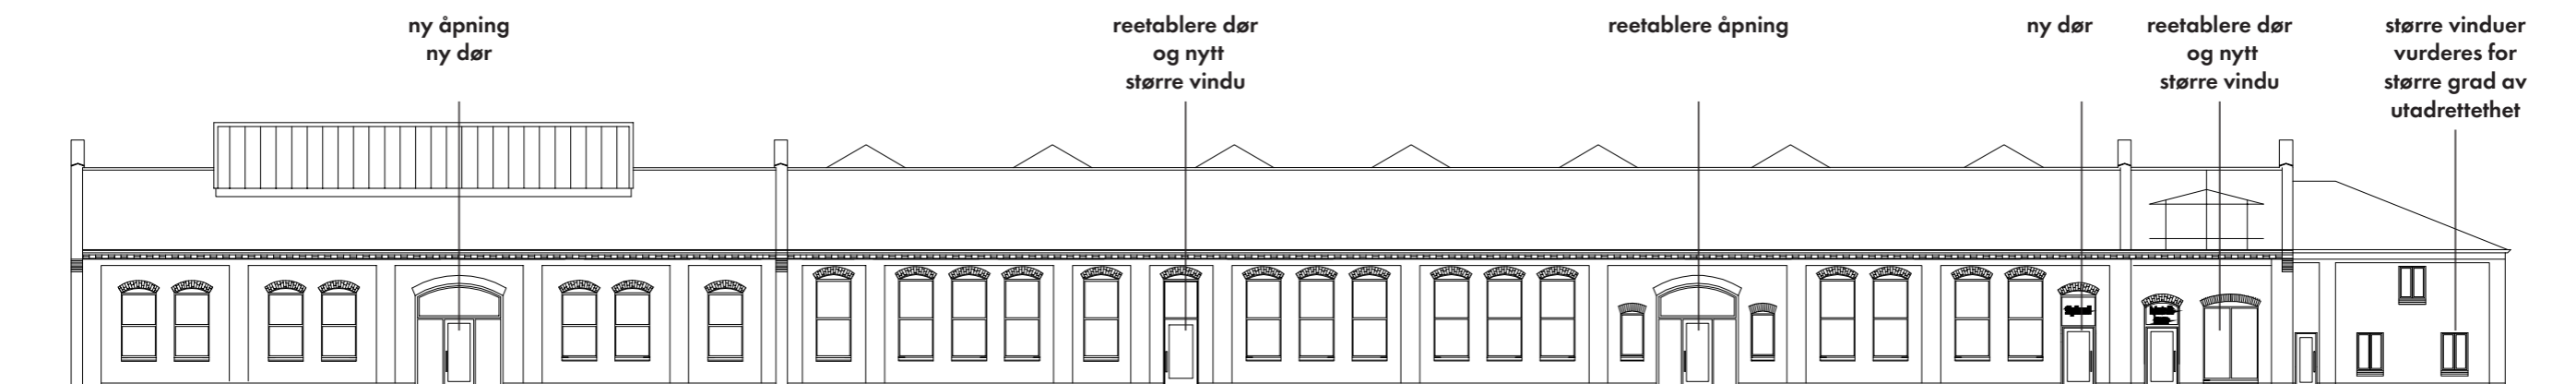 ny åpning
ny dør
reetablere dør
og nytt
større vindu
reetablere åpning
ny dør
reetablere dør
og nytt
større vindu
større vinduer
vurderes for
større grad av
utadrettethet